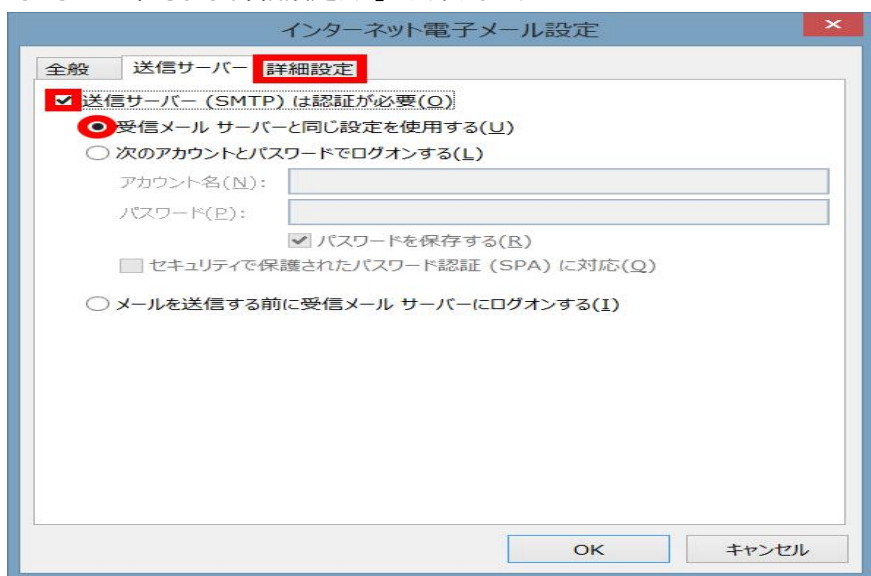 インターネット電子メール設定
全般 送信サーバー 詳細設定
送信サーバー (SMTP) は認証が必要(O)
受信メール サーバーと同じ設定を使用する(U)
次のアカウントとパスワードでログオンする(L)
アカウント名(N):
パスワード(P):
パスワードを保存する(R)
セキュリティで保護されたパスワード認証 (SPA) に対応(Q)
メールを送信する前に受信メール サーバーにログオンする(I)
OK キャンセル